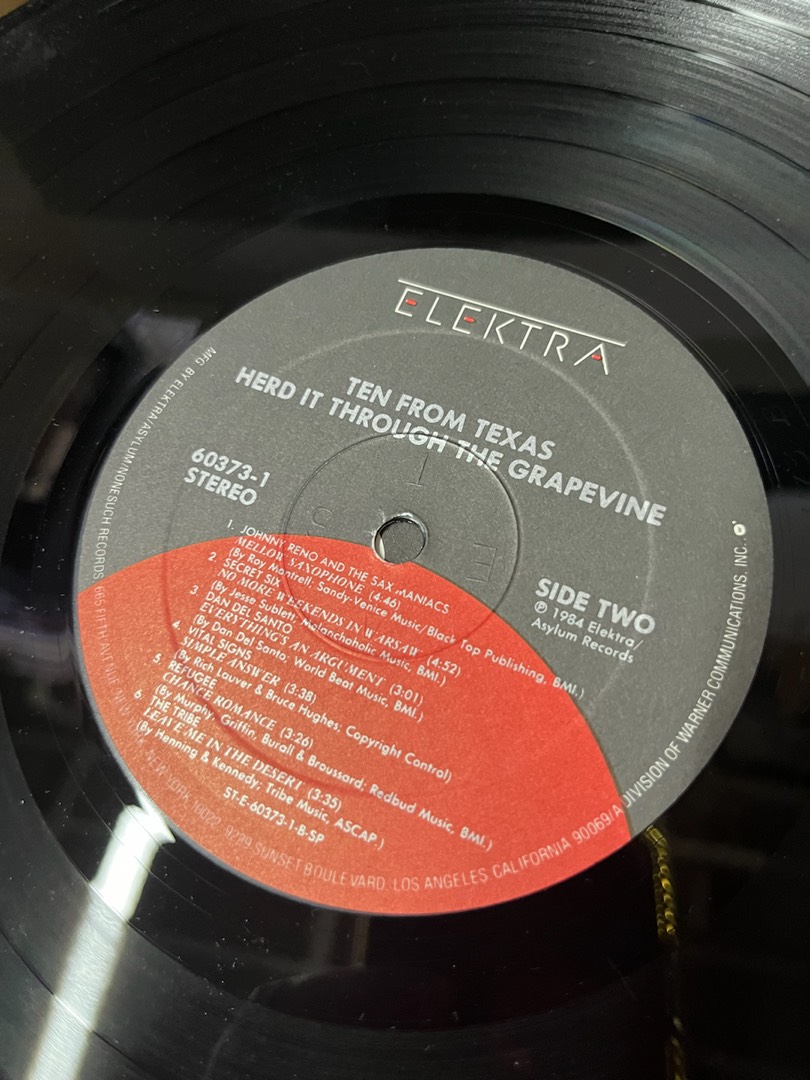 ELEKTRA
TEN FROM TEXAS
HERD IT THROUGH THE GRAPEVINE
60373-1
STEREO
SIDE TWO
℗ 1984 Elektra/
Asylum Records
1. JOHNNY RENO AND THE SAX MANIACS
MELLOW SAXOPHONE (4:46)
(By Roy Montrell; Sandy-Venice Music/Black Top Publishing, BMI.)
2. SECRET SIX
NO MORE WEEKENDS IN WARSAW (4:52)
(By Jesse Sublett; Melanchoholic Music, BMI.)
3. DAN DEL SANTO
EVERYTHING'S AN ARGUMENT (3:01)
(By Dan Del Santo; World Beat Music, BMI.)
4. VITAL SIGNS
SIMPLE ANSWER (3:38)
(By Rich Lauver & Bruce Hughes; Copyright Control)
5. REFUGEE
CHANCE ROMANCE (3:26)
(By Murphy, Griffin, Burall & Broussard; Redbud Music, BMI.)
6. THE TRIBE
LEAVE ME IN THE DESERT (3:35)
(By Henning & Kennedy; Tribe Music, ASCAP.)
ST-E-60373-1-B-SP
MFG. BY ELEKTRA/ASYLUM/NONESUCH RECORDS, 665 FIFTH AVENUE, NEW YORK 10022, 9229 SUNSET BOULEVARD, LOS ANGELES, CALIFORNIA 90069/A DIVISION OF WARNER COMMUNICATIONS, INC.